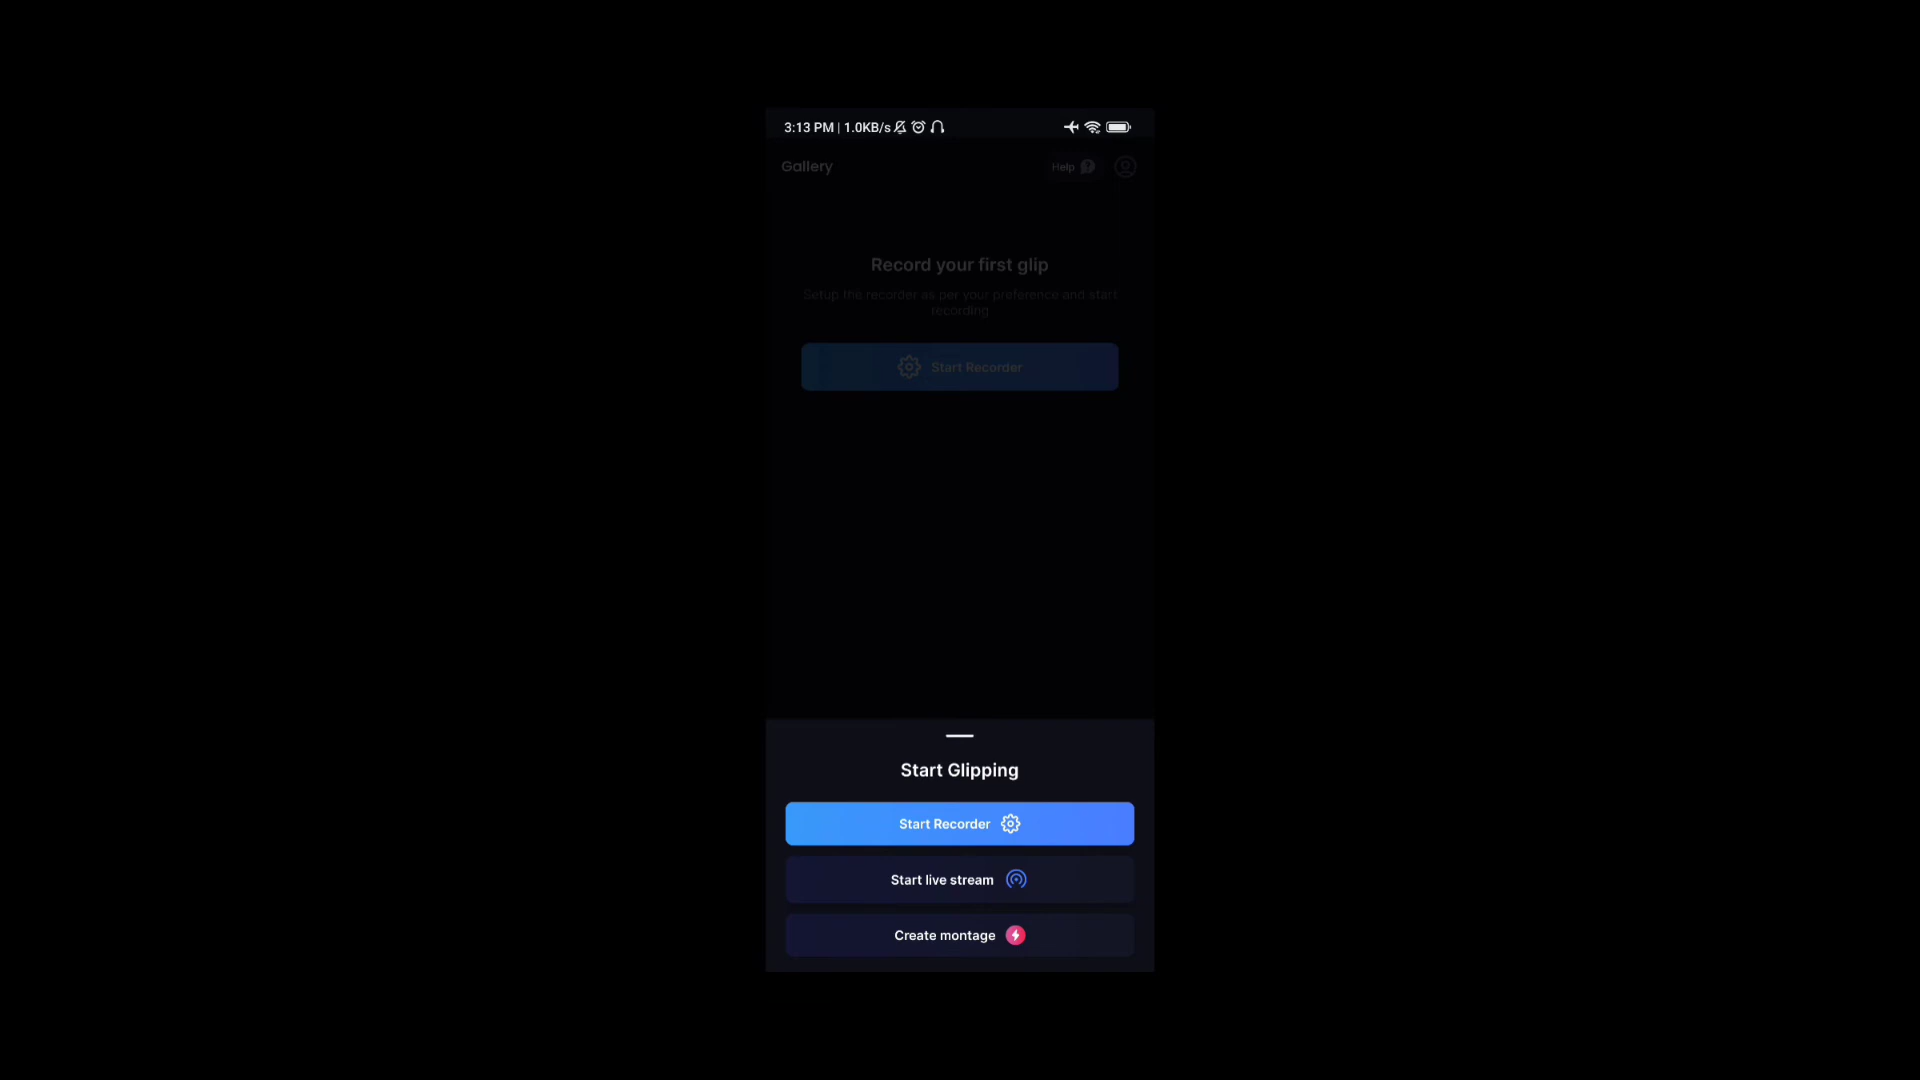 3:13 PM | 1.0KB/s
Gallery
Help
Record your first glip
Setup the recorder as per your preference and start
recording
Start Recorder
Start Glipping
Start Recorder
Start live stream
Create montage